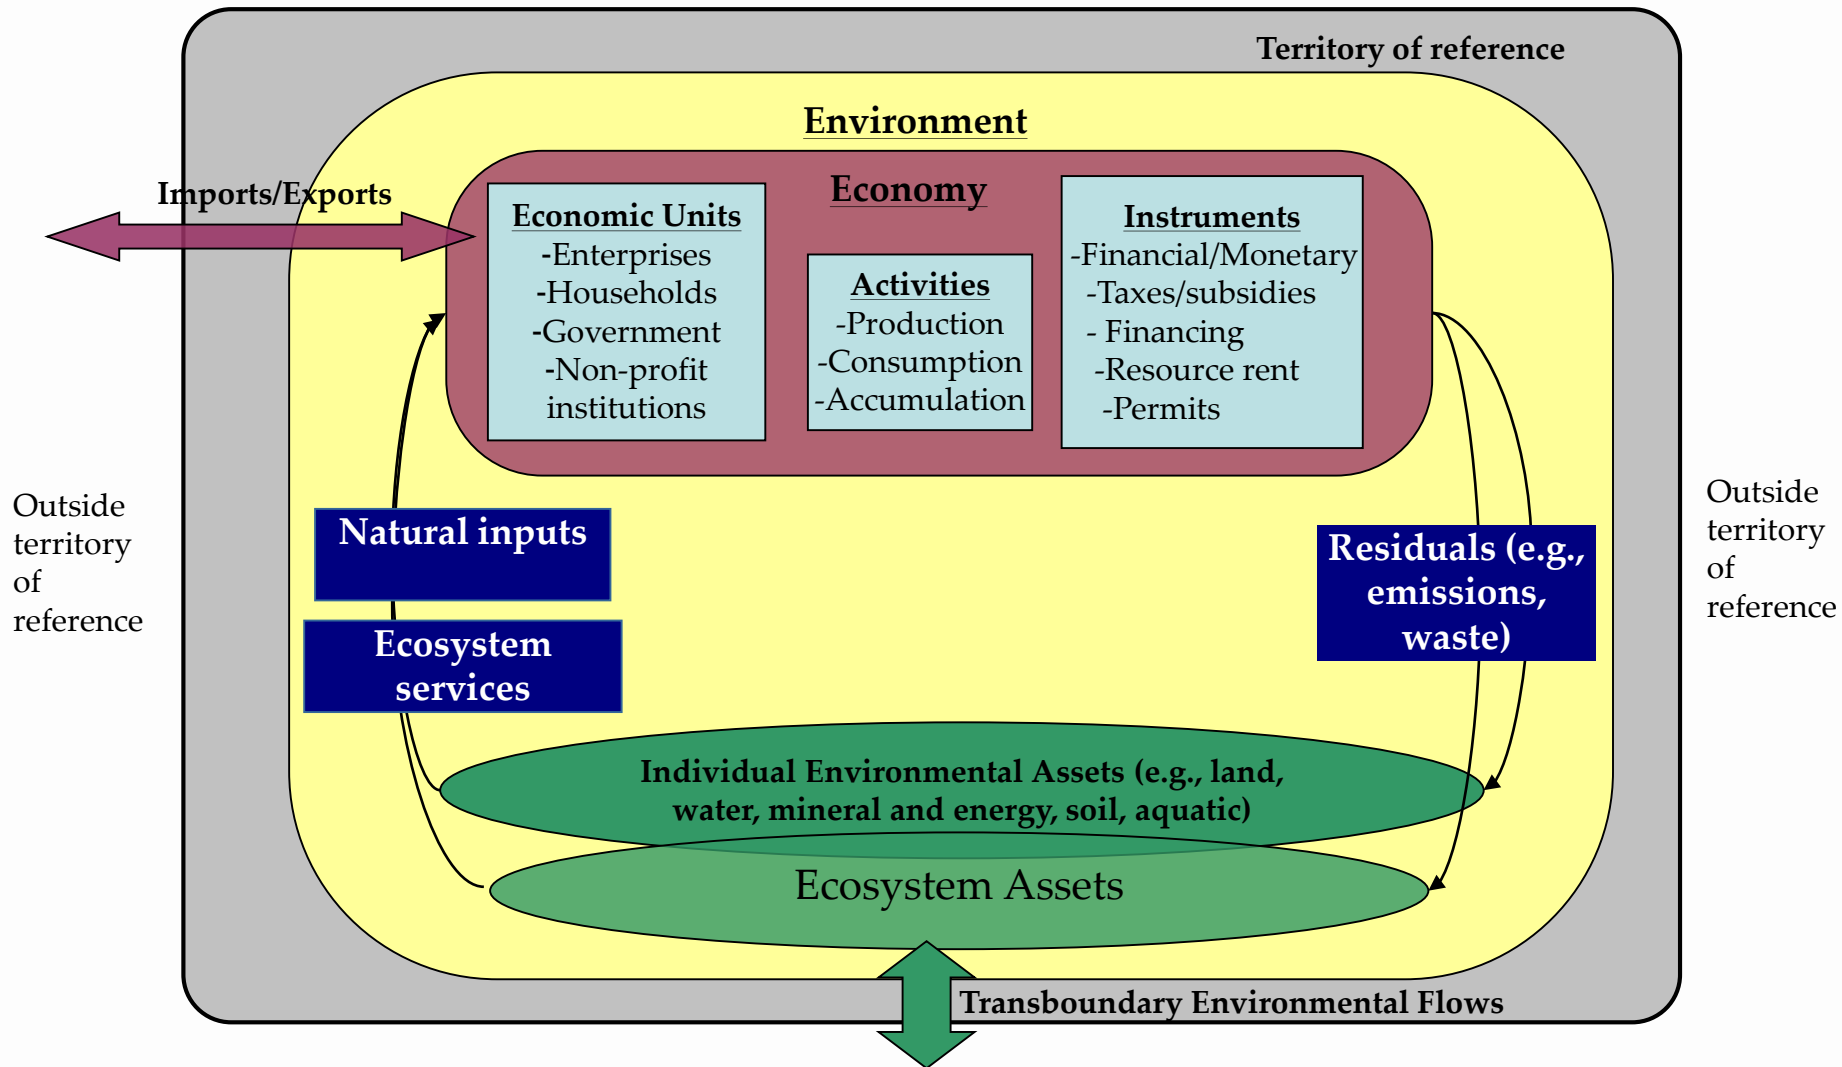 Territory of reference
Environment
Imports/Exports
Economy
Economic Units
-Enterprises
-Households
-Government
-Non-profit
institutions
Activities
-Production
-Consumption
-Accumulation
Instruments
-Financial/Monetary
-Taxes/subsidies
- Financing
-Resource rent
-Permits
Outside
territory
of
reference
Natural inputs
Ecosystem
services
Residuals (e.g.,
emissions,
waste)
Outside
territory
of
reference
Individual Environmental Assets (e.g., land,
water, mineral and energy, soil, aquatic)
Ecosystem Assets
Transboundary Environmental Flows